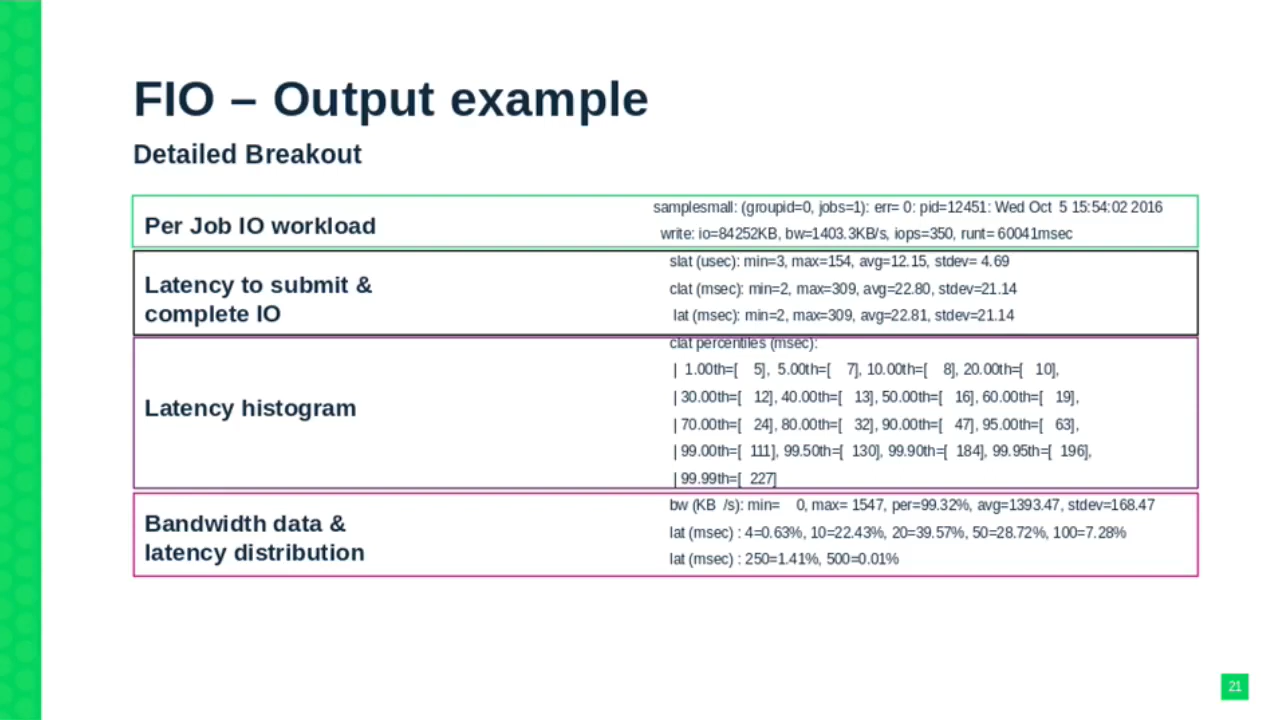 FIO – Output example
Detailed Breakout
Per Job IO workload
samplesmall: (groupid=0, jobs=1): err= 0: pid=12451: Wed Oct  5 15:54:02 2016
write: io=84252KB, bw=1403.3KB/s, iops=350, runt= 60041msec
Latency to submit &
complete IO
slat (usec): min=3, max=154, avg=12.15, stdev= 4.69
clat (msec): min=2, max=309, avg=22.80, stdev=21.14
lat (msec): min=2, max=309, avg=22.81, stdev=21.14
Latency histogram
clat percentiles (msec):
|  1.00th=[    5],  5.00th=[    7], 10.00th=[    8], 20.00th=[   10],
| 30.00th=[   12], 40.00th=[   13], 50.00th=[   16], 60.00th=[   19],
| 70.00th=[   24], 80.00th=[   32], 90.00th=[   47], 95.00th=[   63],
| 99.00th=[  111], 99.50th=[  130], 99.90th=[  184], 99.95th=[  196],
| 99.99th=[  227]
Bandwidth data &
latency distribution
bw (KB  /s): min=    0, max= 1547, per=99.32%, avg=1393.47, stdev=168.47
lat (msec) : 4=0.63%, 10=22.43%, 20=39.57%, 50=28.72%, 100=7.28%
lat (msec) : 250=1.41%, 500=0.01%
21